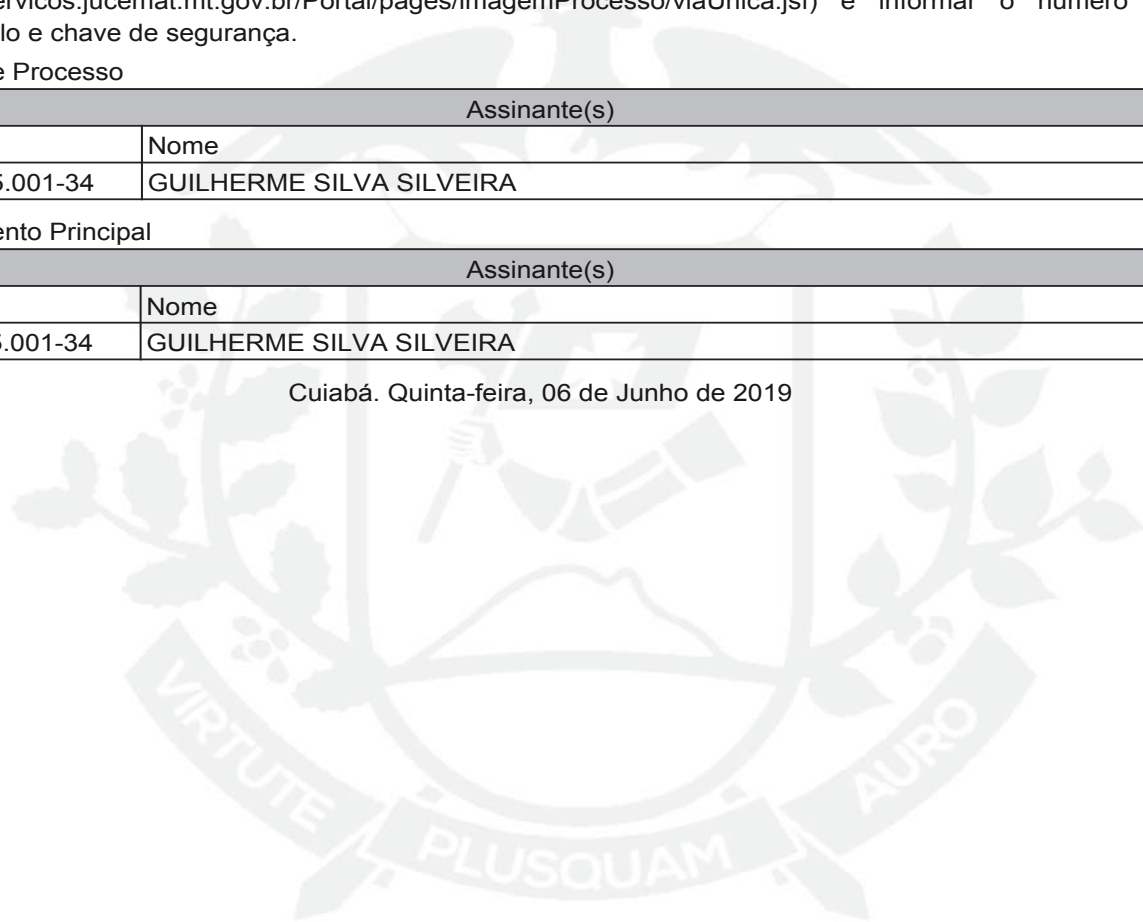 ervicos.jucemat.mt.gov.br/Portal/pages/imagemProcesso/viaUnica.jsf) e informar o número
lo e chave de segurança.
e Processo
Assinante(s)
Nome
5.001-34 GUILHERME SILVA SILVEIRA
ento Principal
Assinante(s)
Nome
5.001-34 GUILHERME SILVA SILVEIRA
Cuiabá. Quinta-feira, 06 de Junho de 2019
VIRTUTE PLUSQUAM AURO